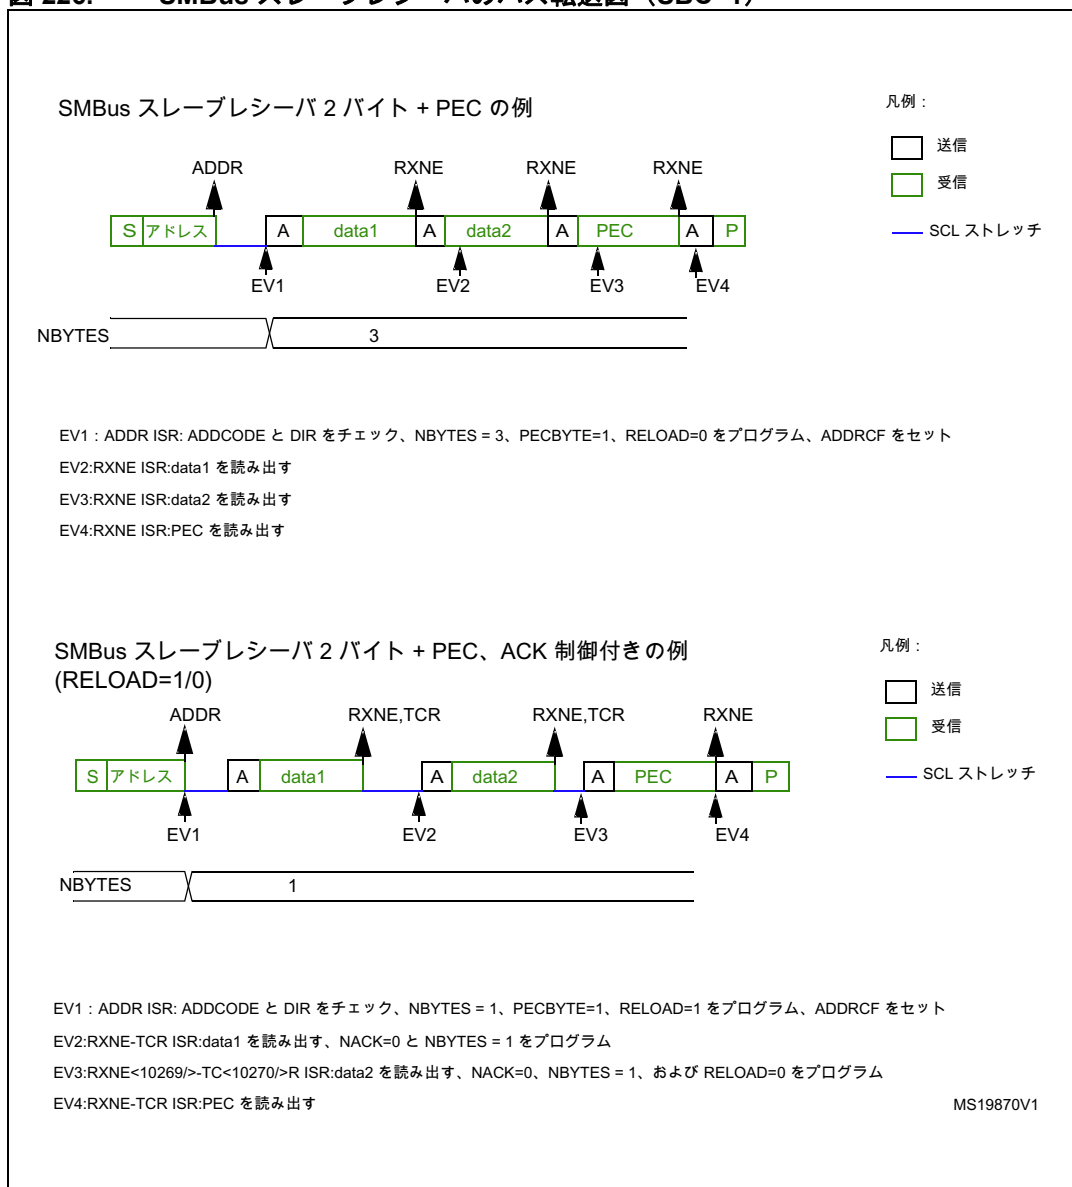 SMBus スレーブレシーバ 2 バイト + PEC の例
凡例 :
送信
受信
SCL ストレッチ
ADDR
RXNE
RXNE
RXNE
S アドレス A data1 A data2 A PEC A P
EV1
EV2
EV3
EV4
NBYTES
3
EV1 : ADDR ISR: ADDCODE と DIR をチェック、NBYTES = 3、PECBYTE=1、RELOAD=0 をプログラム、ADDRCF をセット
EV2:RXNE ISR:data1 を読み出す
EV3:RXNE ISR:data2 を読み出す
EV4:RXNE ISR:PEC を読み出す
SMBus スレーブレシーバ 2 バイト + PEC、ACK 制御付きの例
(RELOAD=1/0)
凡例 :
送信
受信
SCL ストレッチ
ADDR
RXNE,TCR
RXNE,TCR
RXNE
S アドレス A data1 A data2 A PEC A P
EV1
EV2
EV3
EV4
NBYTES
1
EV1 : ADDR ISR: ADDCODE と DIR をチェック、NBYTES = 1、PECBYTE=1、RELOAD=1 をプログラム、ADDRCF をセット
EV2:RXNE-TCR ISR:data1 を読み出す、NACK=0 と NBYTES = 1 をプログラム
EV3:RXNE<10269/>-TC<10270/>R ISR:data2 を読み出す、NACK=0、NBYTES = 1、および RELOAD=0 をプログラム
EV4:RXNE-TCR ISR:PEC を読み出す
MS19870V1